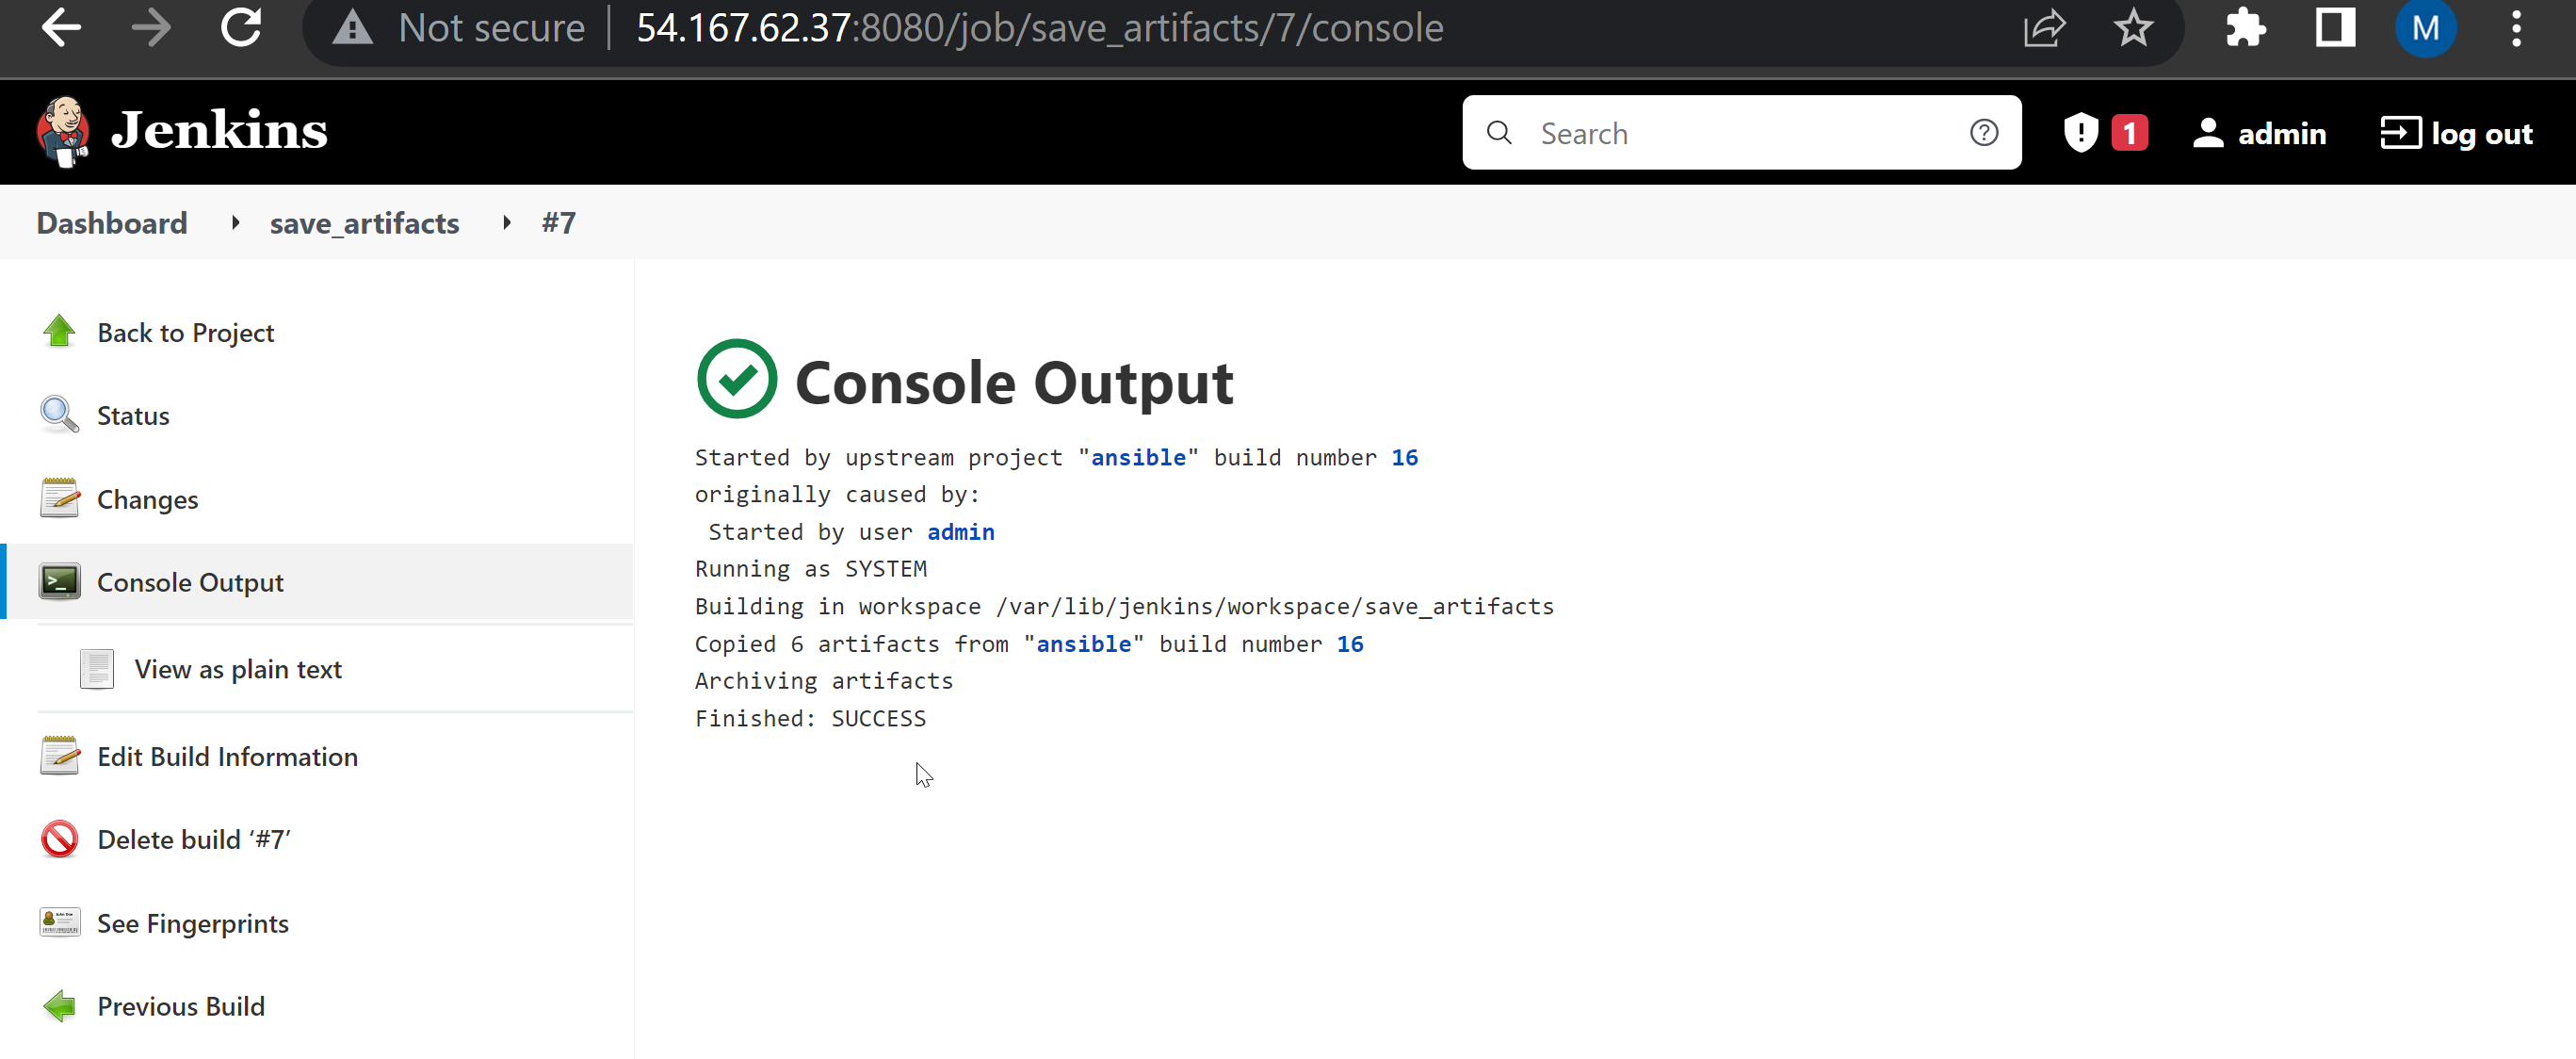 Not secure | 54.167.62.37:8080/job/save_artifacts/7/console
M
Jenkins
Search
1
admin
log out
Dashboard
save_artifacts
#7
Back to Project
Status
Changes
Console Output
View as plain text
Edit Build Information
Delete build ‘#7’
See Fingerprints
Previous Build
Console Output
Started by upstream project "ansible" build number 16
originally caused by:
Started by user admin
Running as SYSTEM
Building in workspace /var/lib/jenkins/workspace/save_artifacts
Copied 6 artifacts from "ansible" build number 16
Archiving artifacts
Finished: SUCCESS